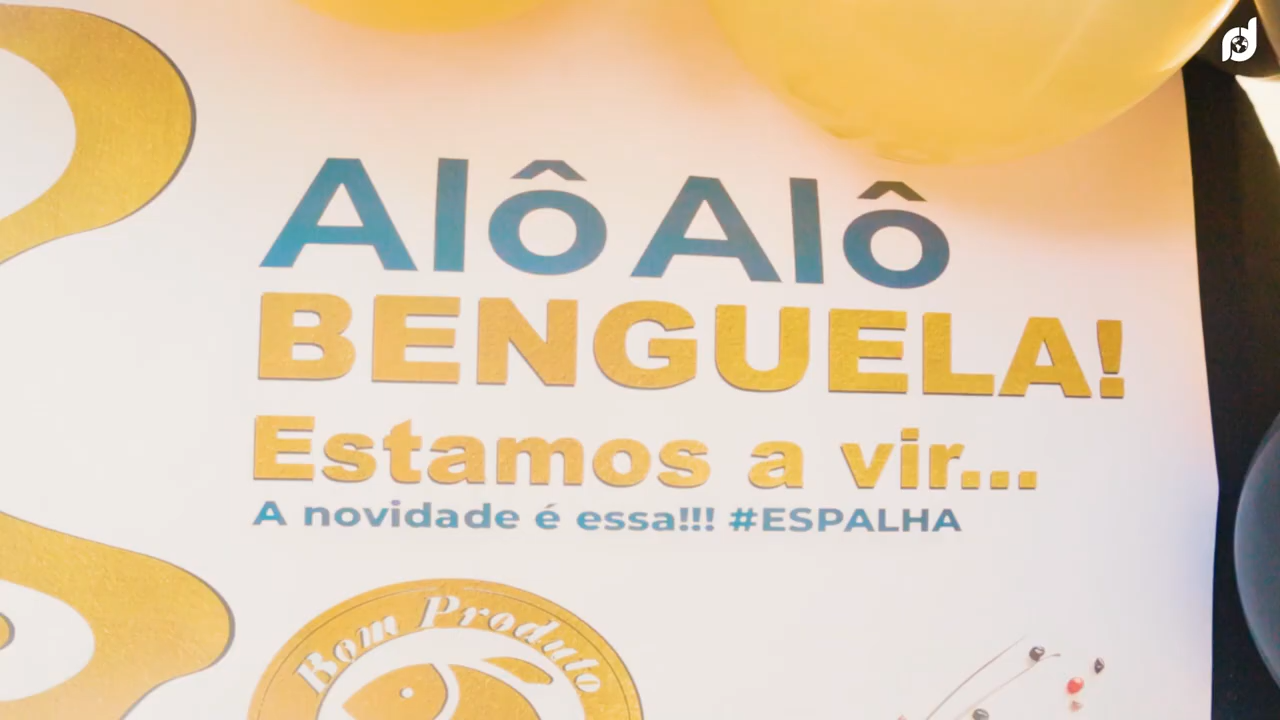 Alô Alô
BENGUELA!
Estamos a vir...
A novidade é essa!!! #ESPALHA
Bom Produto